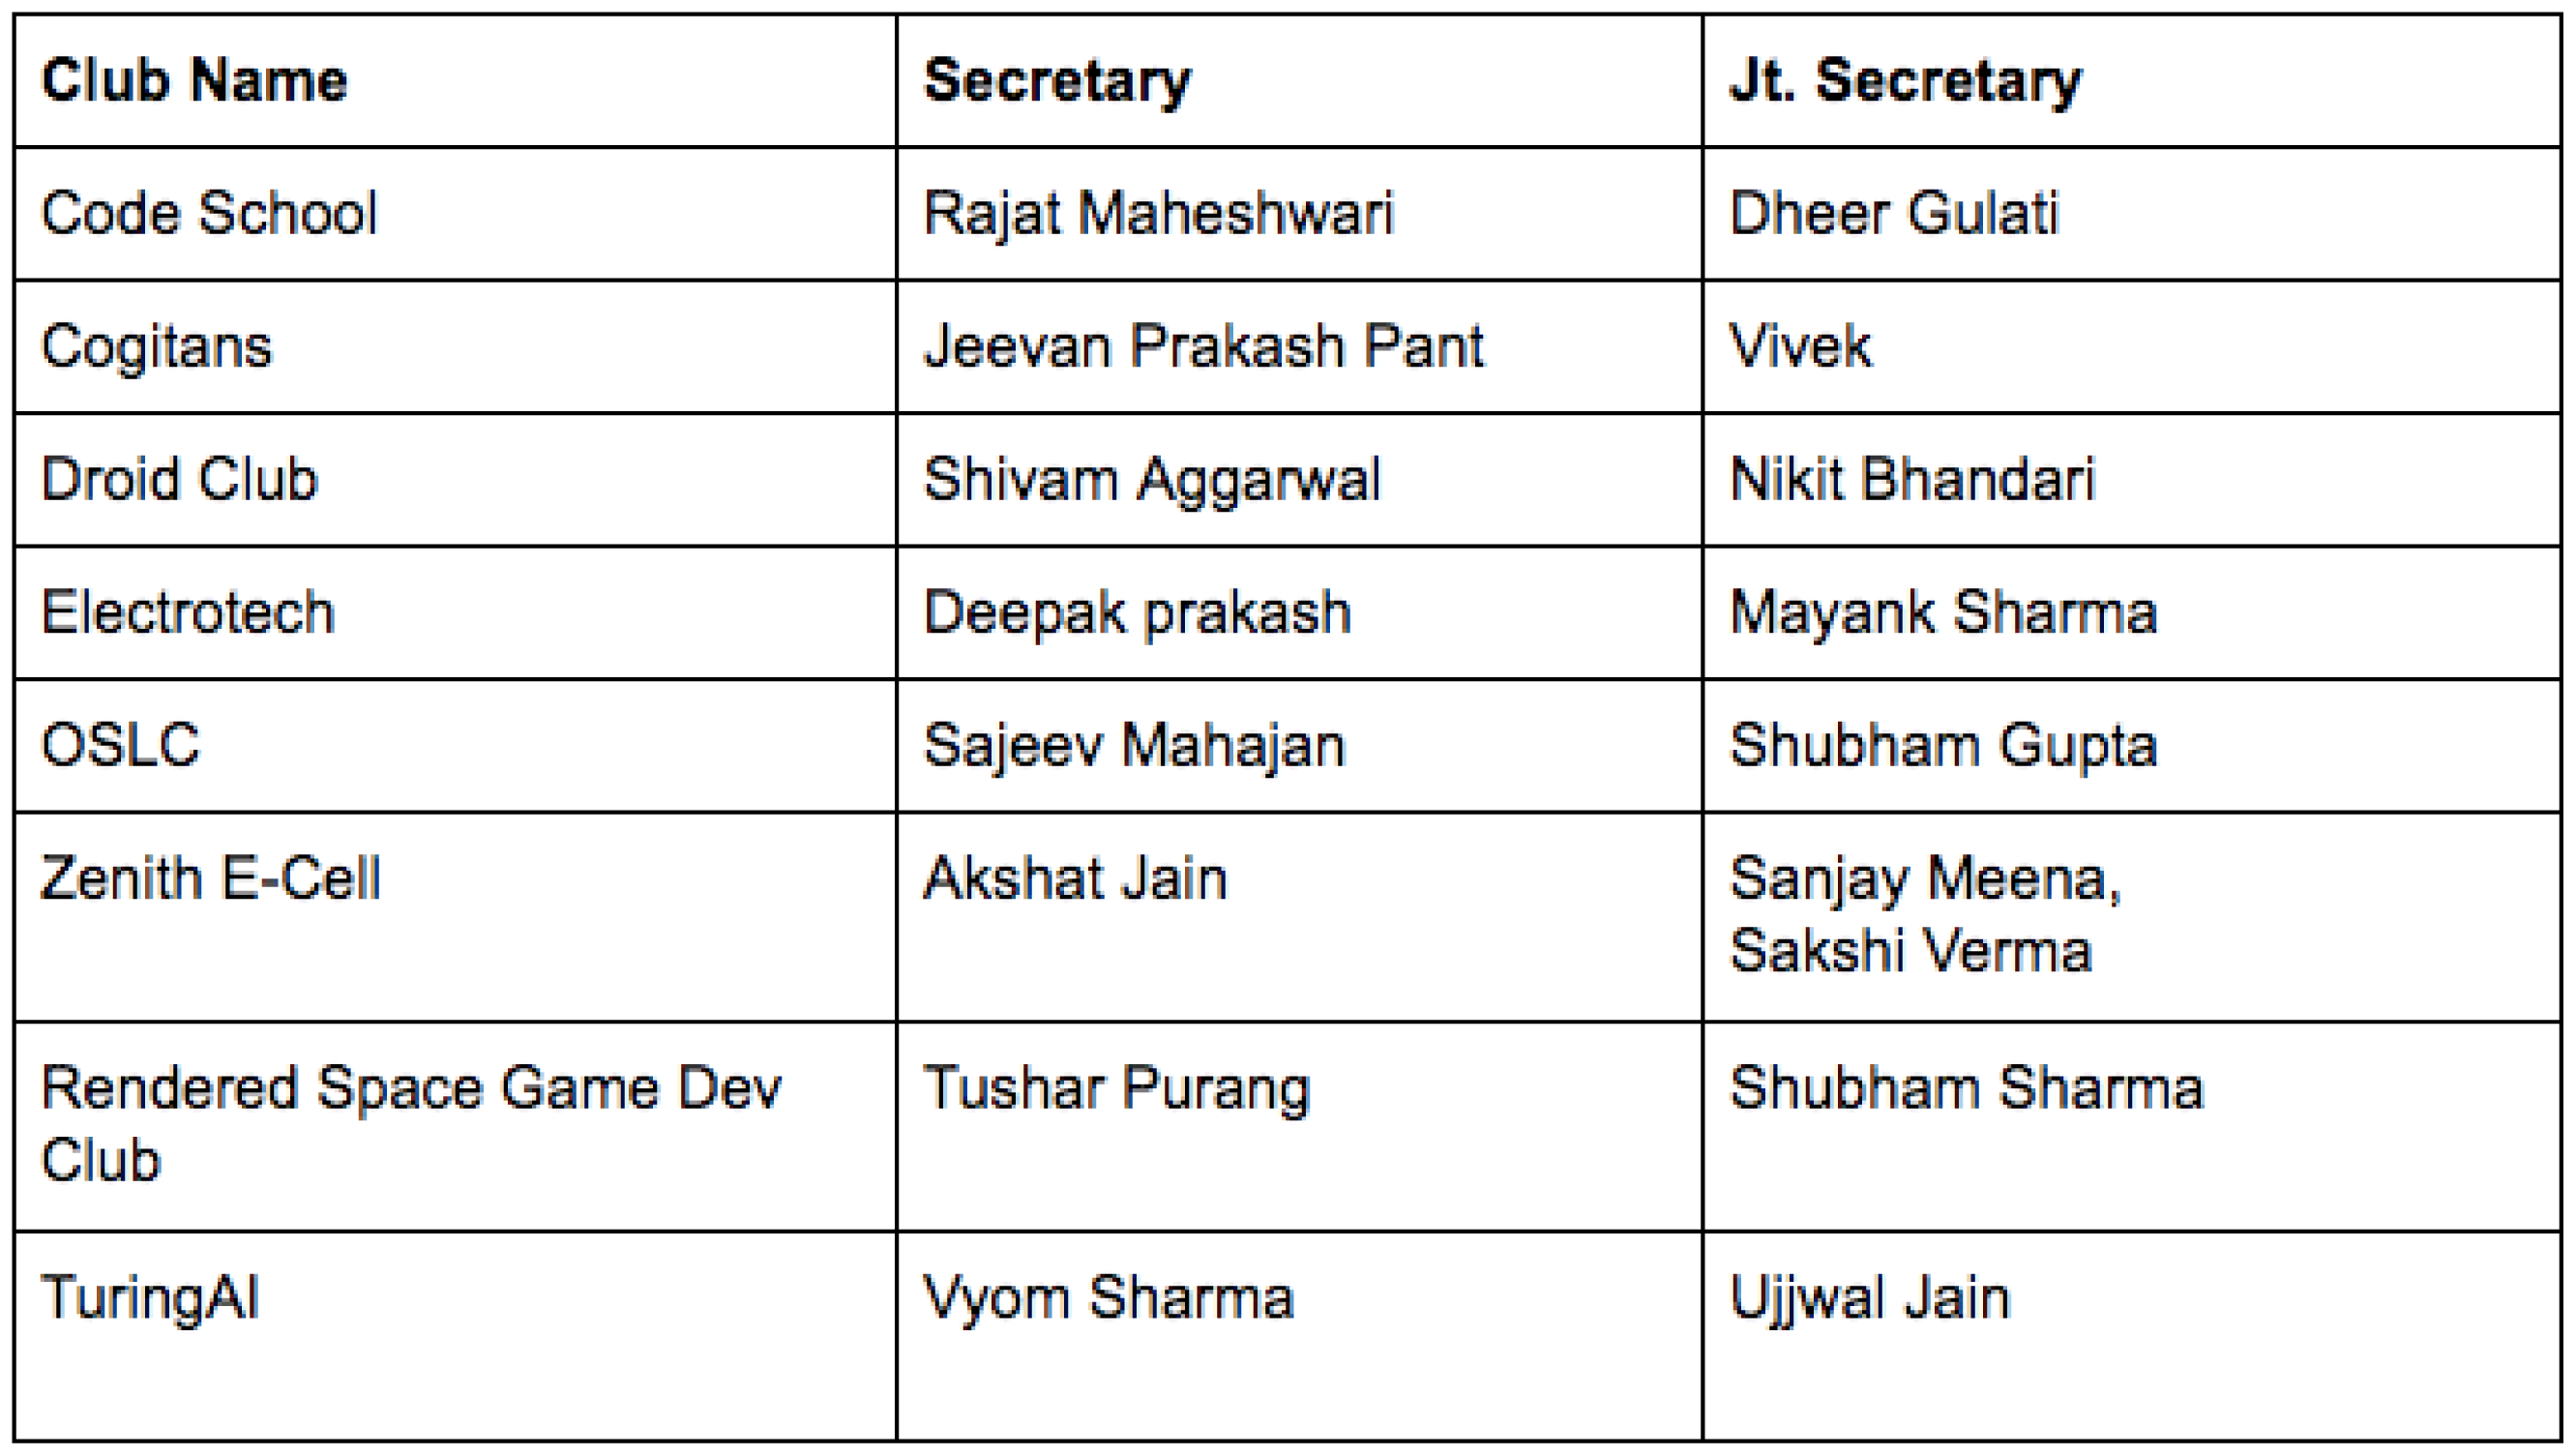 Club Name Secretary Jt. Secretary
Code School Rajat Maheshwari Dheer Gulati
Cogitans Jeevan Prakash Pant Vivek
Droid Club Shivam Aggarwal Nikit Bhandari
Electrotech Deepak prakash Mayank Sharma
OSLC Sajeev Mahajan Shubham Gupta
Zenith E-Cell Akshat Jain Sanjay Meena,
Sakshi Verma
Rendered Space Game Dev Tushar Purang Shubham Sharma
Club
TuringAI Vyom Sharma Ujjwal Jain